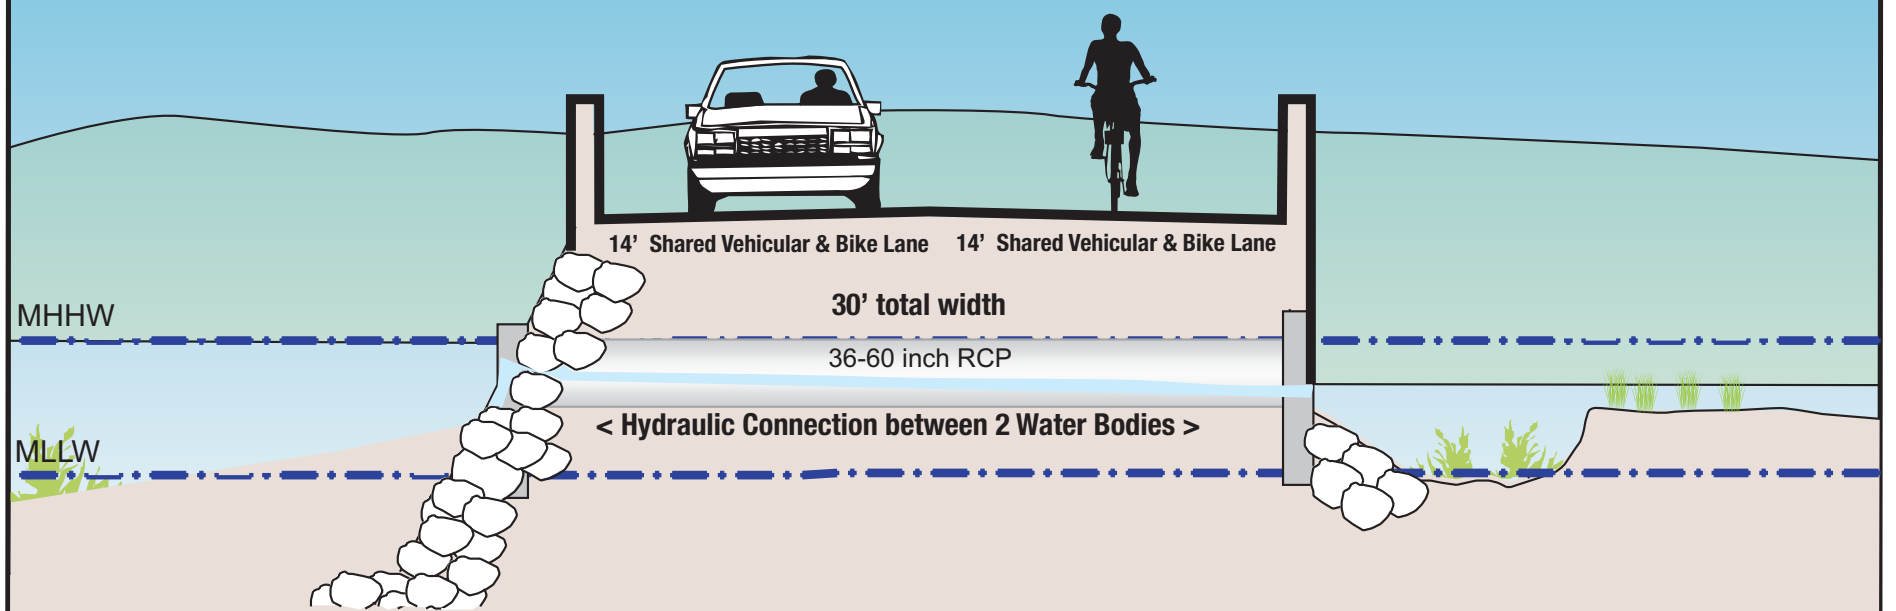 14’ Shared Vehicular & Bike Lane 14’ Shared Vehicular & Bike Lane
30’ total width
MHHW
36-60 inch RCP
< Hydraulic Connection between 2 Water Bodies >
MLLW